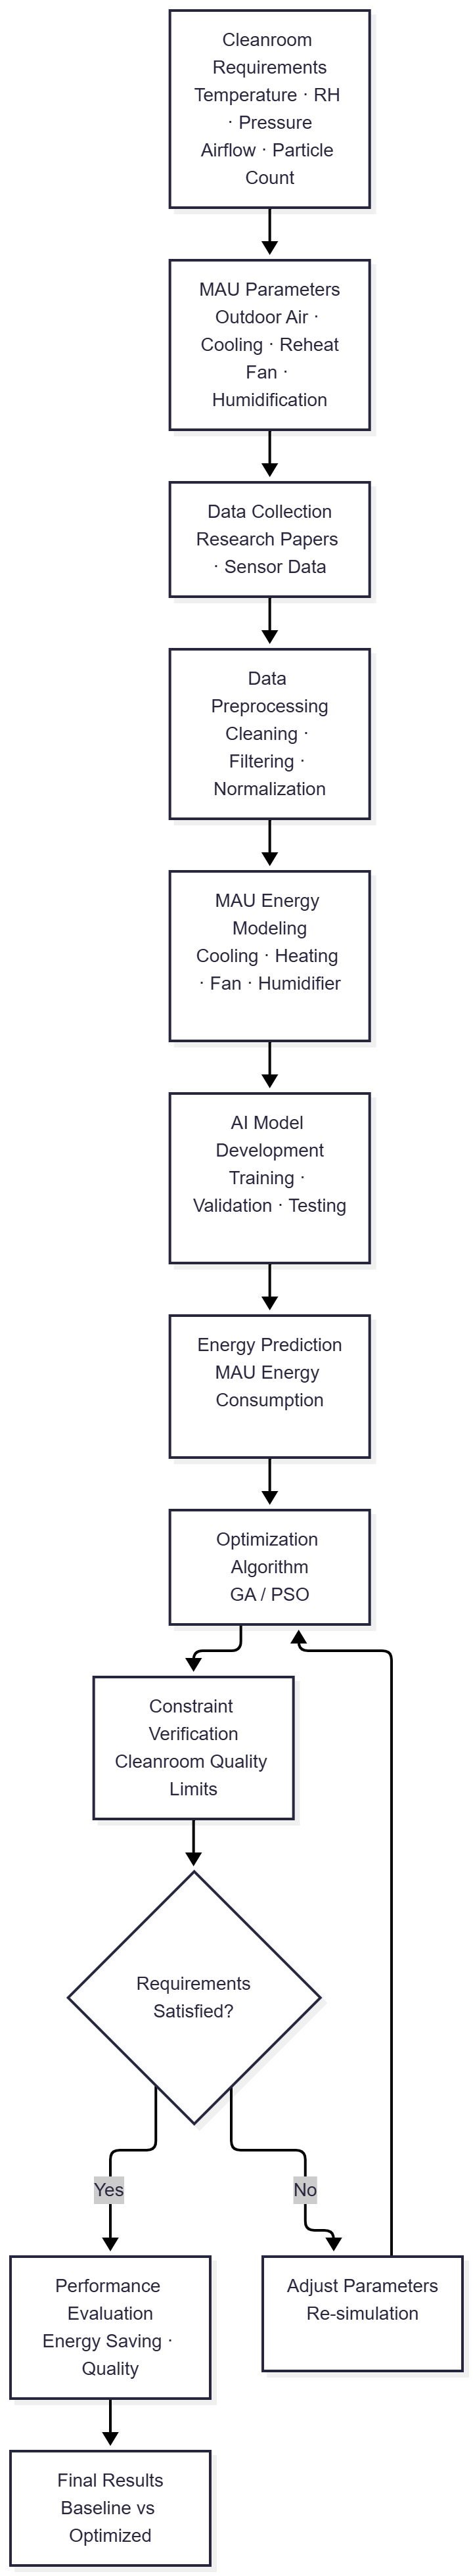 Cleanroom
Requirements
Temperature · RH
· Pressure
Airflow · Particle
Count
MAU Parameters
Outdoor Air ·
Cooling · Reheat
Fan ·
Humidification
Data Collection
Research Papers
· Sensor Data
Data
Preprocessing
Cleaning ·
Filtering ·
Normalization
MAU Energy
Modeling
Cooling · Heating
· Fan · Humidifier
AI Model
Development
Training ·
Validation · Testing
Energy Prediction
MAU Energy
Consumption
Optimization
Algorithm
GA / PSO
Constraint
Verification
Cleanroom Quality
Limits
Requirements
Satisfied?
Yes
No
Performance
Evaluation
Energy Saving ·
Quality
Adjust Parameters
Re-simulation
Final Results
Baseline vs
Optimized